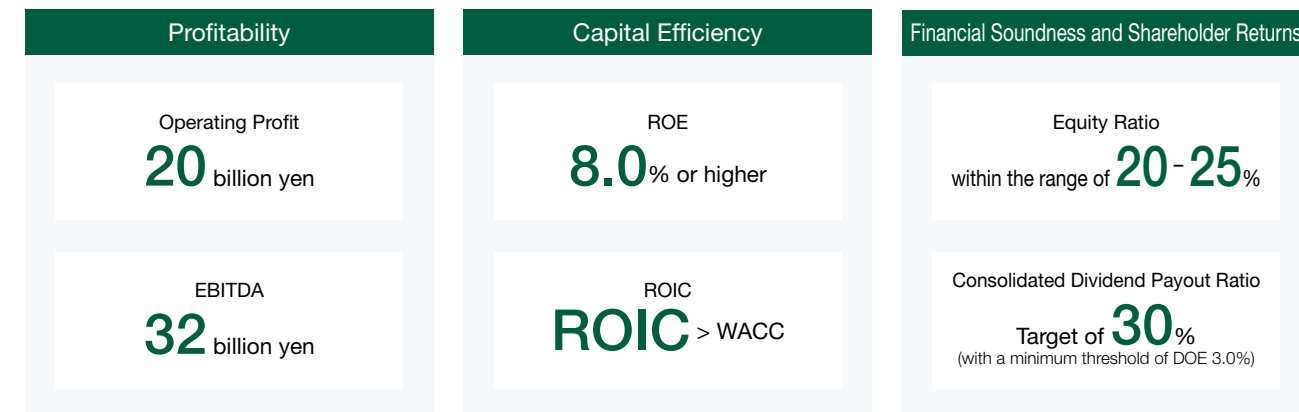 Profitability
Operating Profit
20 billion yen
EBITDA
32 billion yen
Capital Efficiency
ROE
8.0% or higher
ROIC
ROIC > WACC
Financial Soundness and Shareholder Returns
Equity Ratio
within the range of 20-25%
Consolidated Dividend Payout Ratio
Target of 30%
(with a minimum threshold of DOE 3.0%)